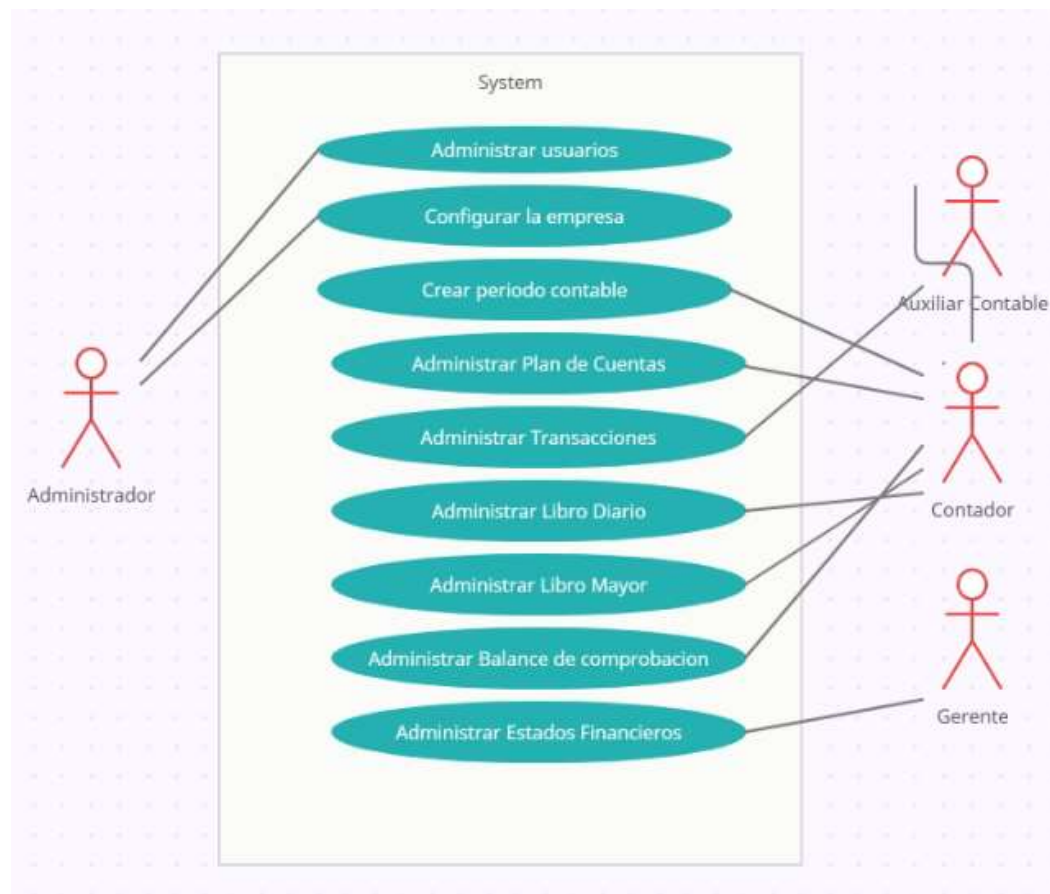 System
Administrar usuarios
Configurar la empresa
Crear periodo contable
Administrar Plan de Cuentas
Administrar Transacciones
Administrar Libro Diario
Administrar Libro Mayor
Administrar Balance de comprobacion
Administrar Estados Financieros
Administrador
Auxiliar Contable
Contador
Gerente